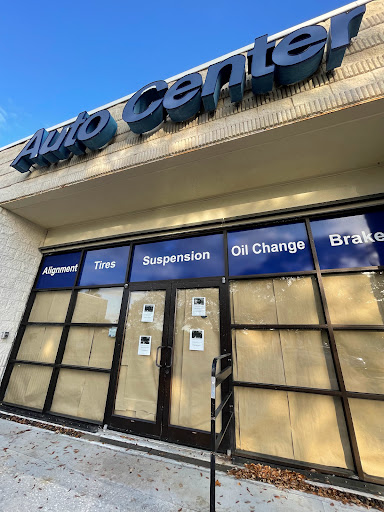 Auto Center
Alignment
Tires
Suspension
Oil Change
Brake